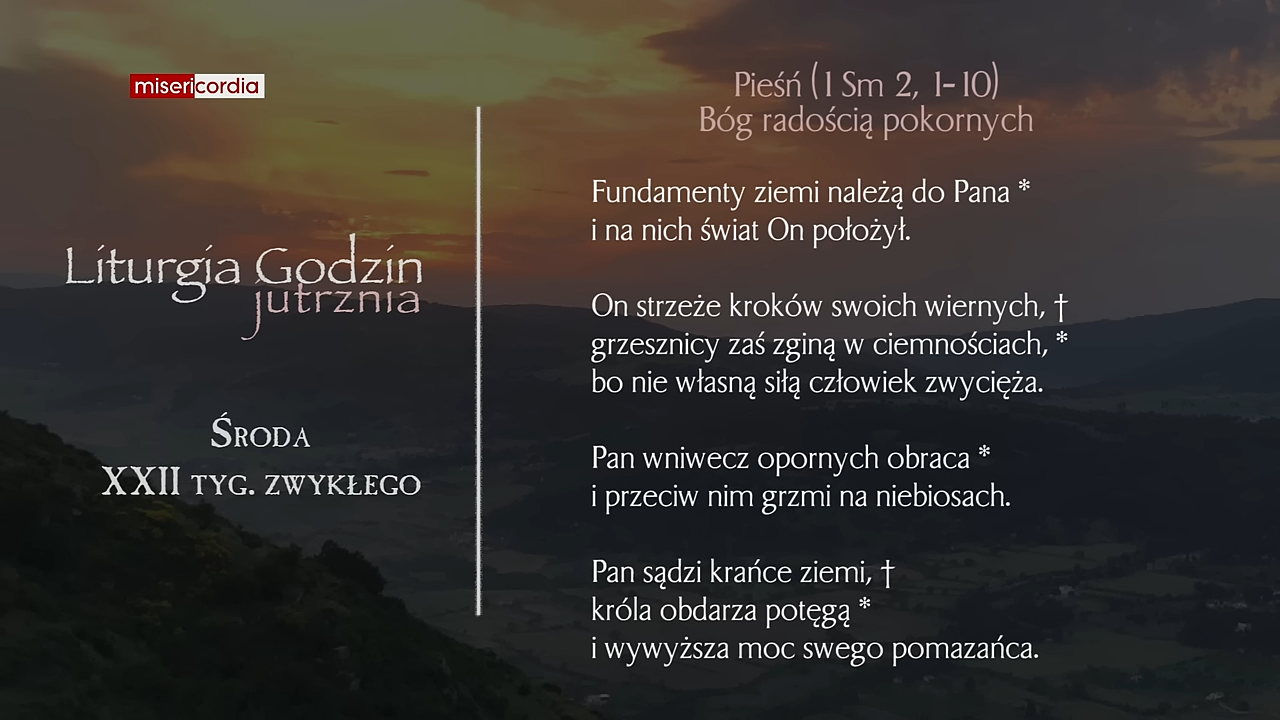 misericordia
Liturgia Godzin
jutrznia
Środa
XXII tyg. zwykłego
Pieśń (1 Sm 2, 1-10)
Bóg radością pokornych
Fundamenty ziemi należą do Pana *
i na nich świat On położył.
On strzeże kroków swoich wiernych, †
grzesznicy zaś zginą w ciemnościach, *
bo nie własną siłą człowiek zwycięża.
Pan wniwecz opornych obraca *
i przeciw nim grzmi na niebiosach.
Pan sądzi krańce ziemi, †
króla obdarza potęgą *
i wywyższa moc swego pomazańca.